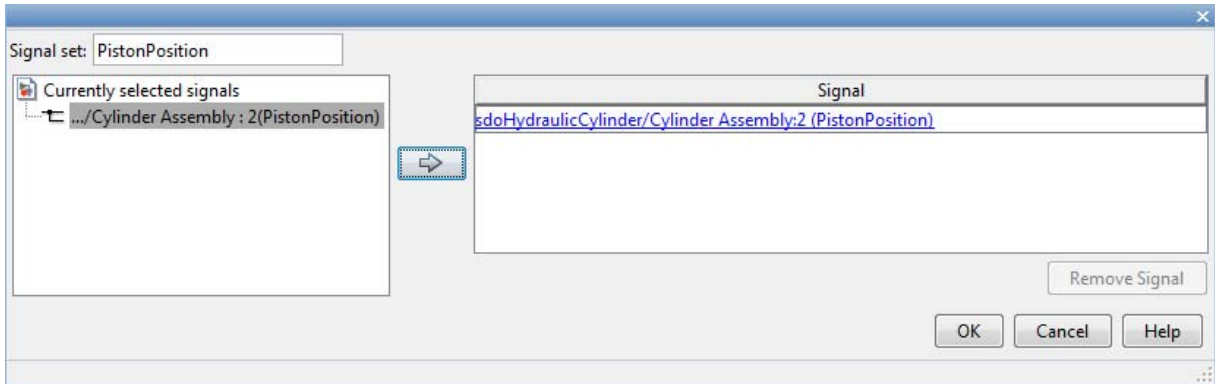 Signal set: PistonPosition
Currently selected signals
.../Cylinder Assembly : 2(PistonPosition)
Signal
sdoHydraulicCylinder/Cylinder Assembly:2 (PistonPosition)
Remove Signal
OK Cancel Help